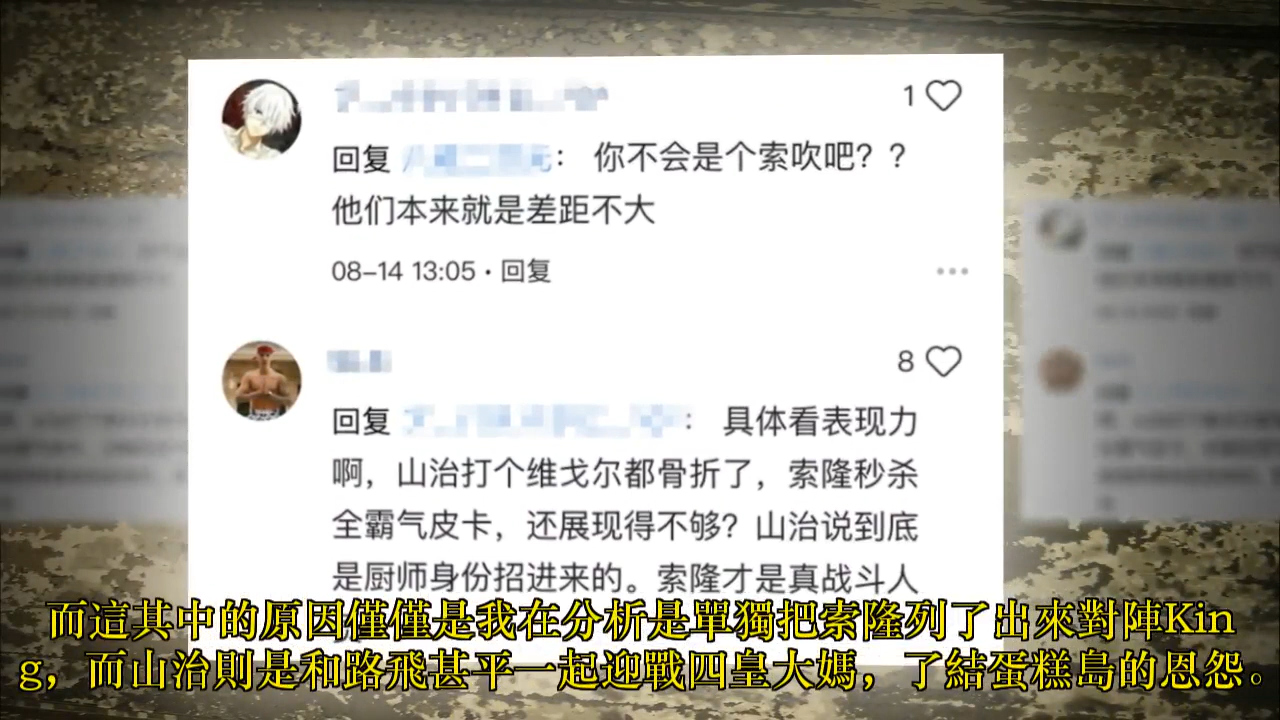 1
回复 ： 你不会是个索吹吧？？
他们本来就是差距不大
08-14 13:05·回复
8
回复 ： 具体看表现力
啊，山治打个维戈尔都骨折了，索隆秒杀
全霸气皮卡，还展现得不够？山治说到底
是厨师身份招进来的。索隆才是真战斗人
而這其中的原因僅僅是我在分析是單獨把索隆列了出來對陣Kin
g，而山治則是和路飛甚平一起迎戰四皇大媽，了結蛋糕島的恩怨。